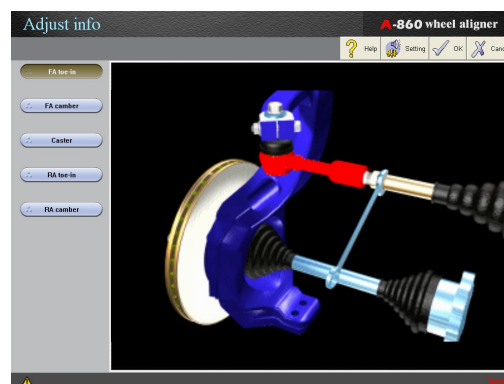 Adjust info
A-860 wheel aligner
Help
Setting
OK
FA toe-in
FA camber
Caster
RA toe-in
RA camber